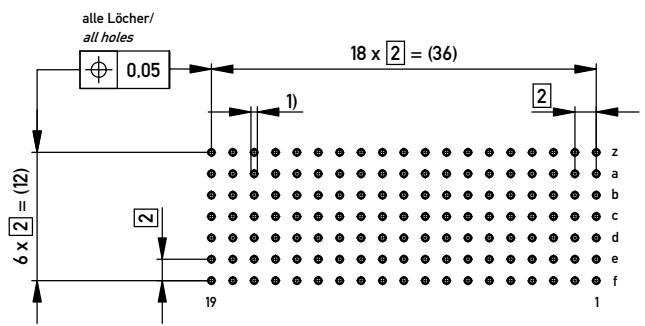 alle Löcher/
all holes
⌖ 0,05
18 x 2 = (36)
1)
2
6 x 2 = (12)
2
z
a
b
c
d
e
f
19
1